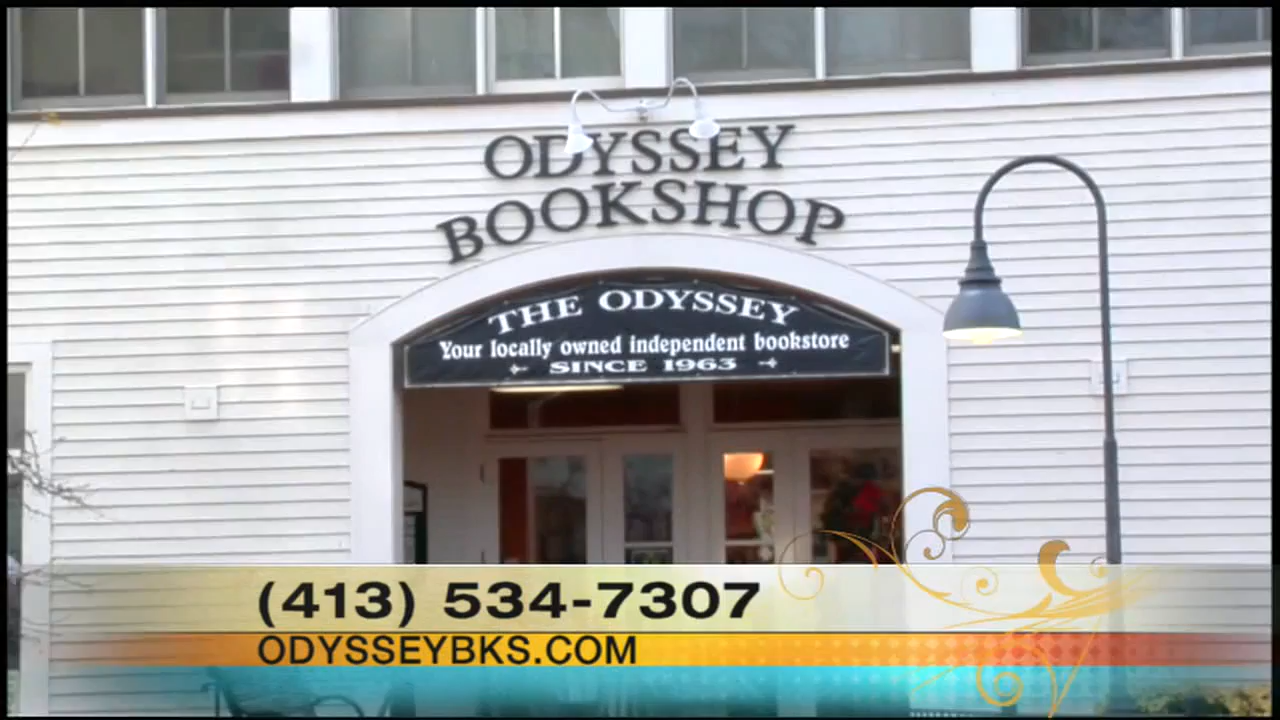 ODYSSEY
BOOKSHOP
THE ODYSSEY
Your locally owned independent bookstore
SINCE 1963
(413) 534-7307
ODYSSEYBKS.COM